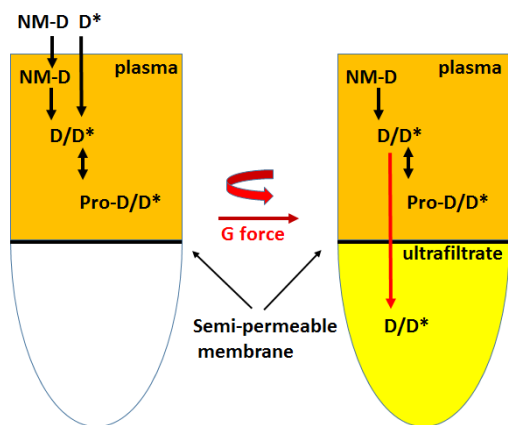 NM-D D*
plasma
NM-D
D/D*
Pro-D/D*
G force
Semi-permeable
membrane
plasma
NM-D
D/D*
Pro-D/D*
ultrafiltrate
D/D*